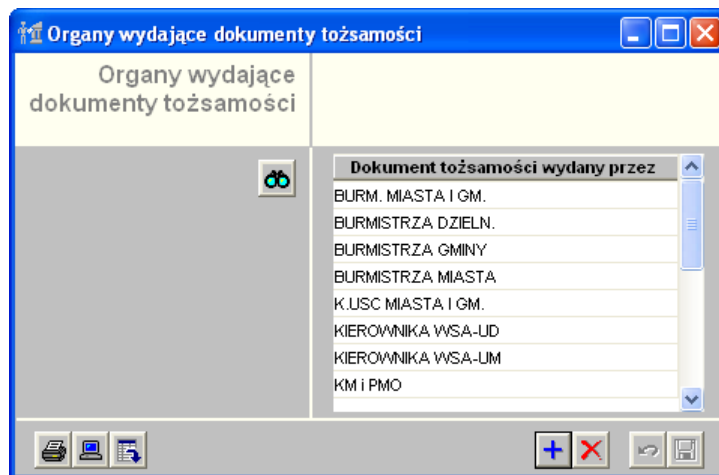 Organy wydające dokumenty tożsamości
Organy wydające
dokumenty tożsamości
Dokument tożsamości wydany przez
BURM. MIASTA I GM.
BURMISTRZA DZIELN.
BURMISTRZA GMINY
BURMISTRZA MIASTA
K.USC MIASTA I GM.
KIEROWNIKA WSA-UD
KIEROWNIKA WSA-UM
KM i PMO